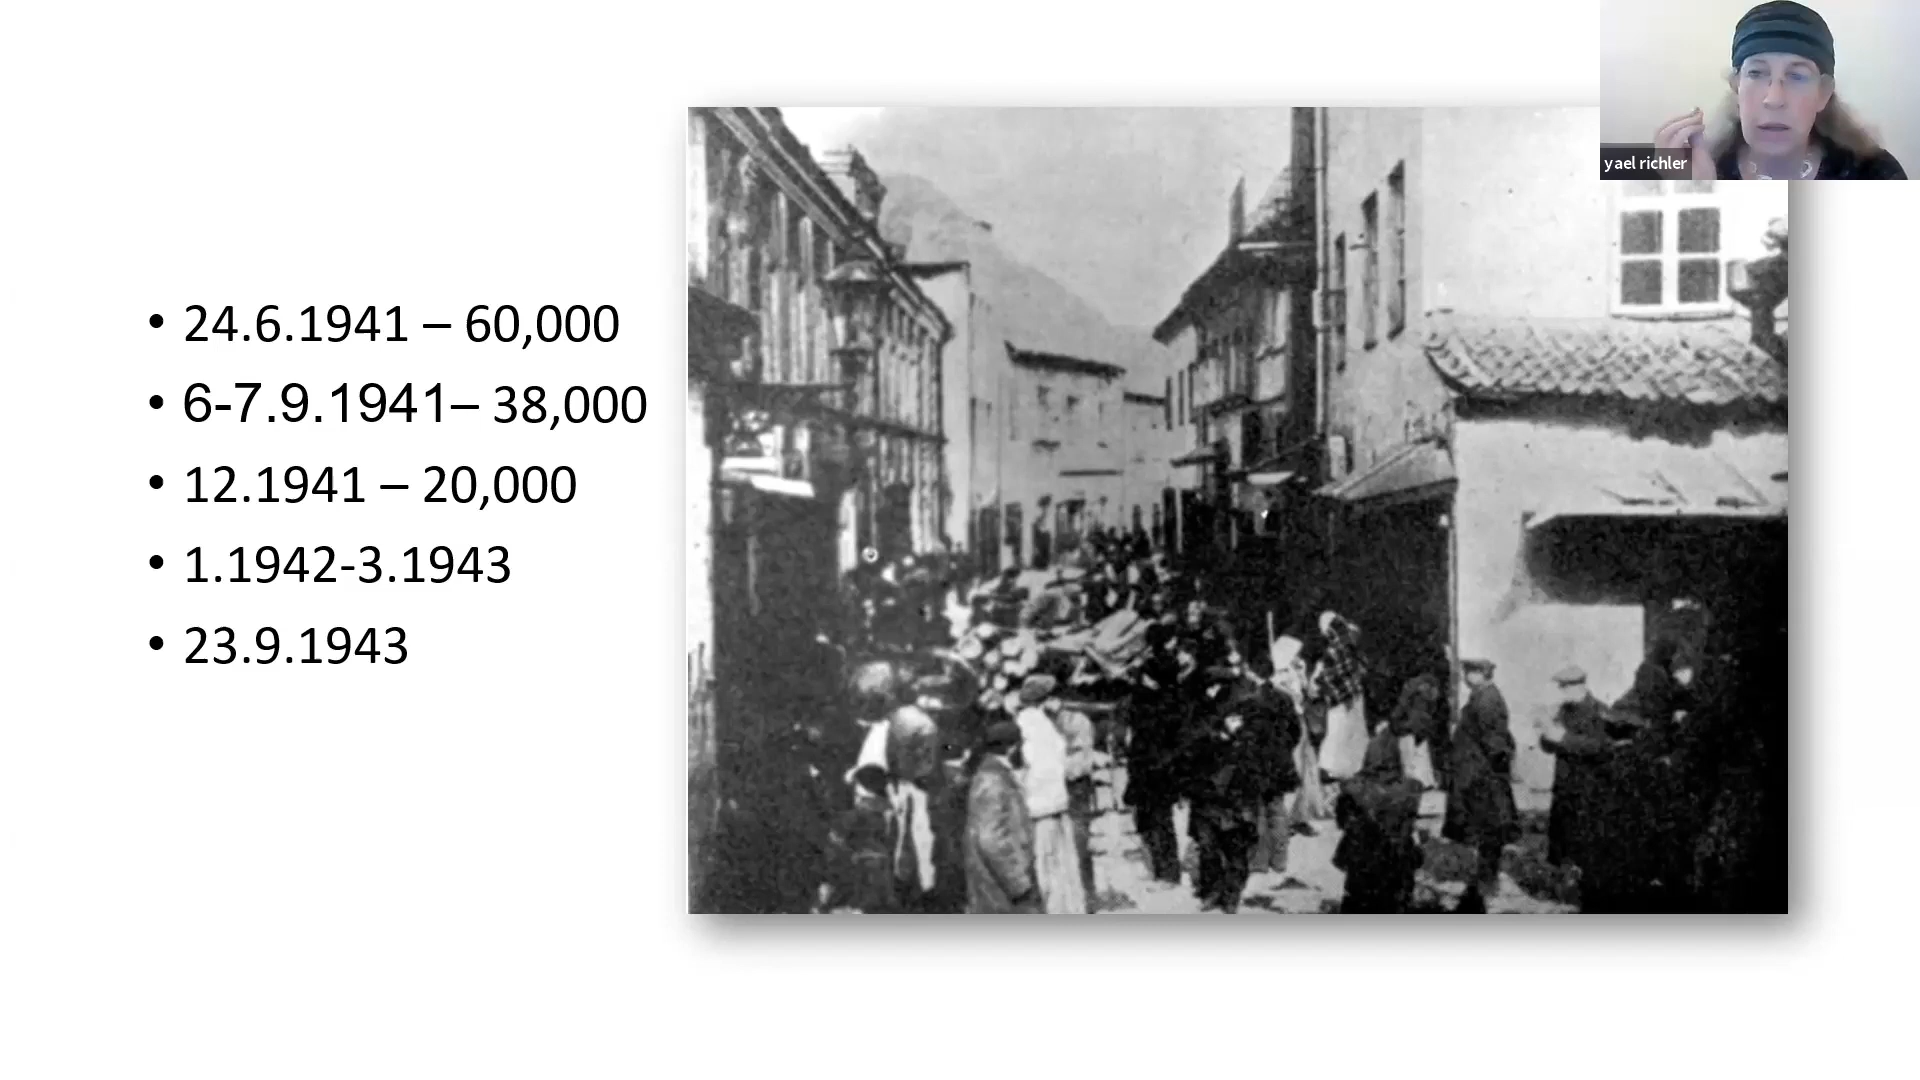 yael richler
• 24.6.1941 – 60,000
• 6-7.9.1941– 38,000
• 12.1941 – 20,000
• 1.1942-3.1943
• 23.9.1943